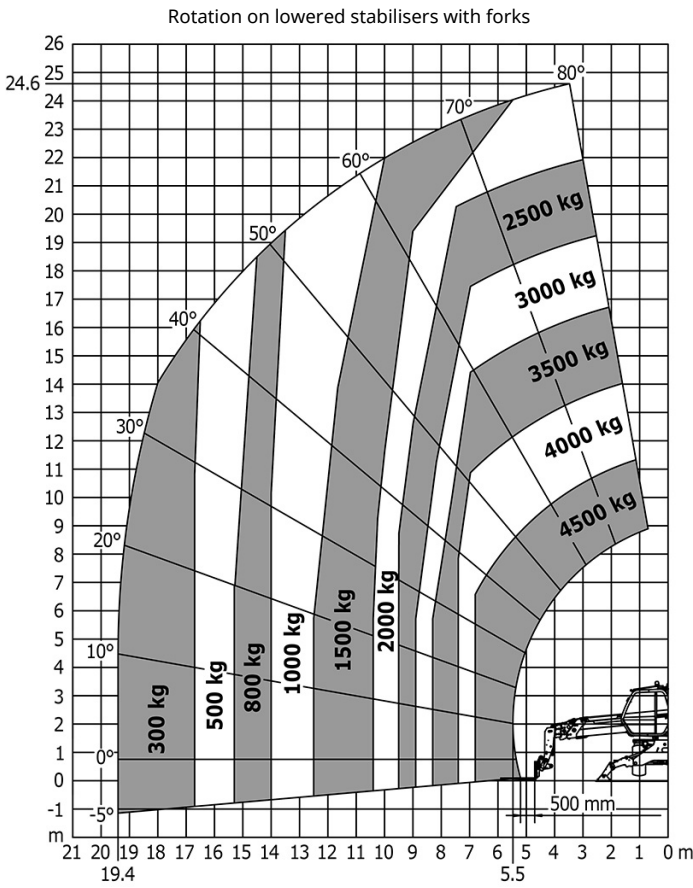 Rotation on lowered stabilisers with forks
26
25
24.6
24
23
22
21
20
19
18
17
16
15
14
13
12
11
10
9
8
7
6
5
4
3
2
1
0
-1
m
80°
70°
60°
50°
40°
30°
20°
10°
0°
-5°
2500 kg
3000 kg
3500 kg
4000 kg
4500 kg
300 kg
500 kg
800 kg
1000 kg
1500 kg
2000 kg
500 mm
21 20 19 18 17 16 15 14 13 12 11 10 9 8 7 6 5 4 3 2 1 0 m
19.4 5.5